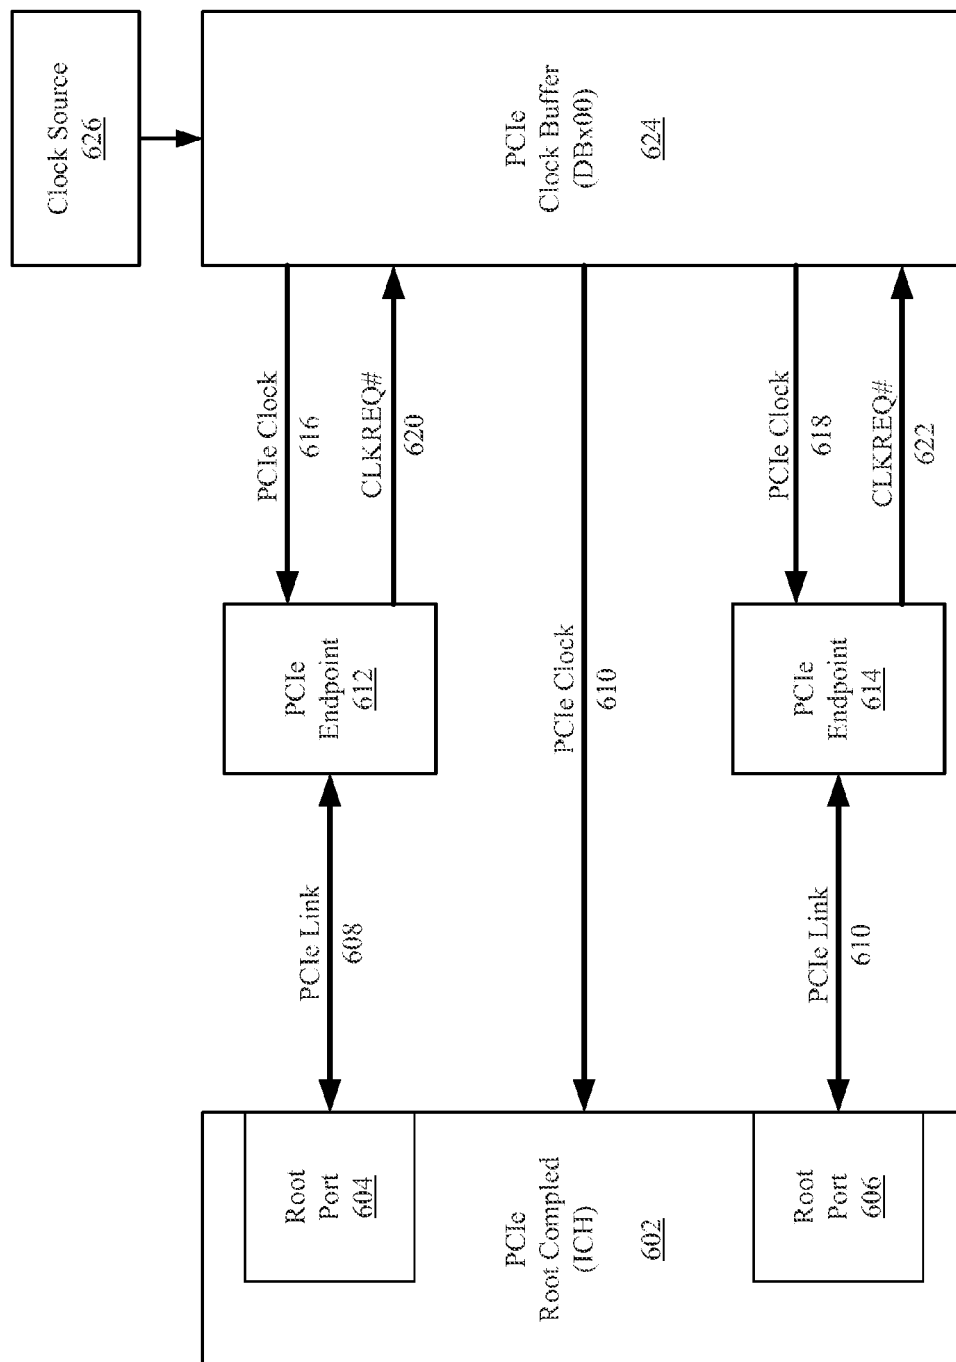 Clock Source
626
PCIe
Root Compled
(ICH)
602
Root
Port
604
Root
Port
606
PCIe Link
608
PCIe Link
610
PCIe
Endpoint
612
PCIe
Endpoint
614
PCIe Clock
610
PCIe Clock
616
CLKREQ#
620
PCIe Clock
618
CLKREQ#
622
PCIe
Clock Buffer
(DBx00)
624